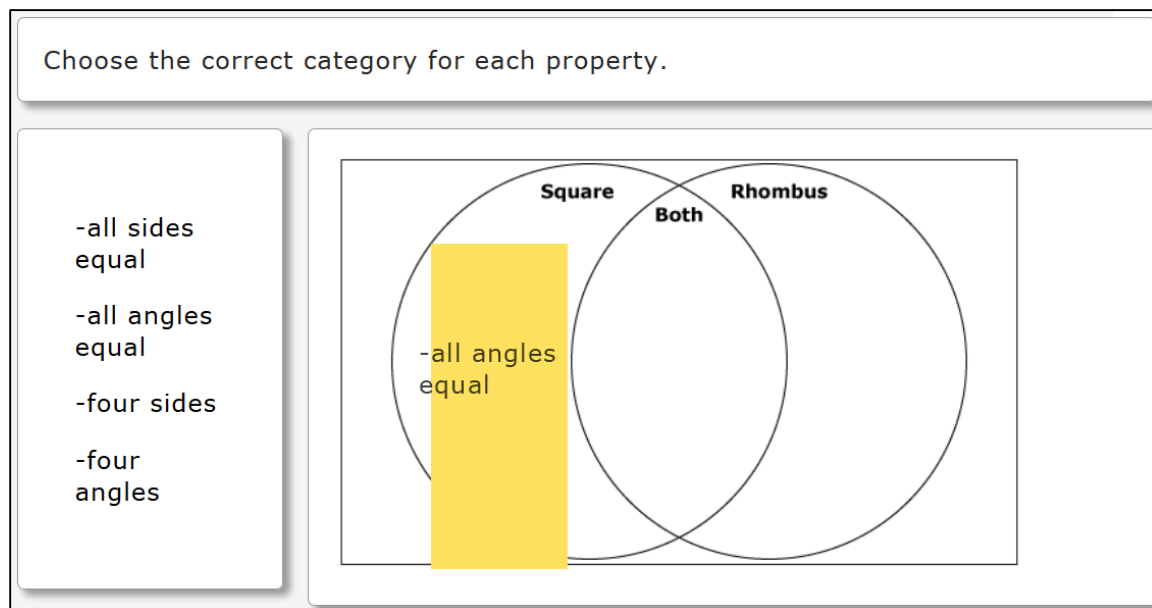 Choose the correct category for each property.
-all sides
equal
-all angles
equal
-four sides
-four
angles
Square
Rhombus
Both
-all angles
equal